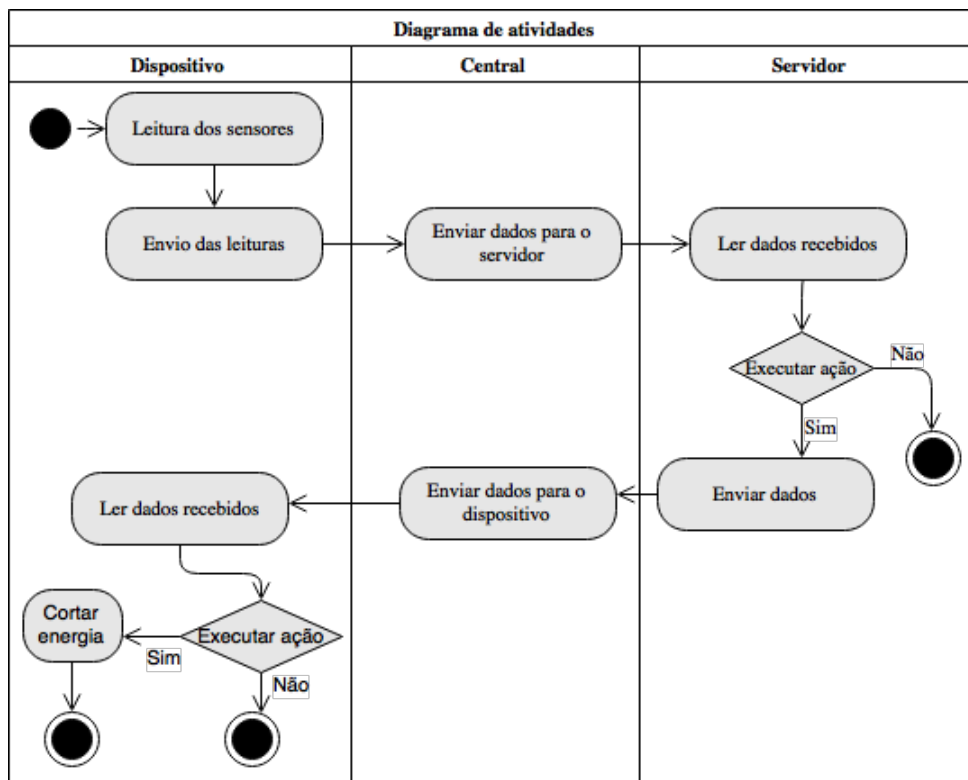 Diagrama de atividades
Dispositivo
Central
Servidor
Leitura dos sensores
Envio das leituras
Enviar dados para o
servidor
Ler dados recebidos
Executar ação
Não
Sim
Enviar dados
Enviar dados para o
dispositivo
Ler dados recebidos
Executar ação
Sim
Não
Cortar
energia